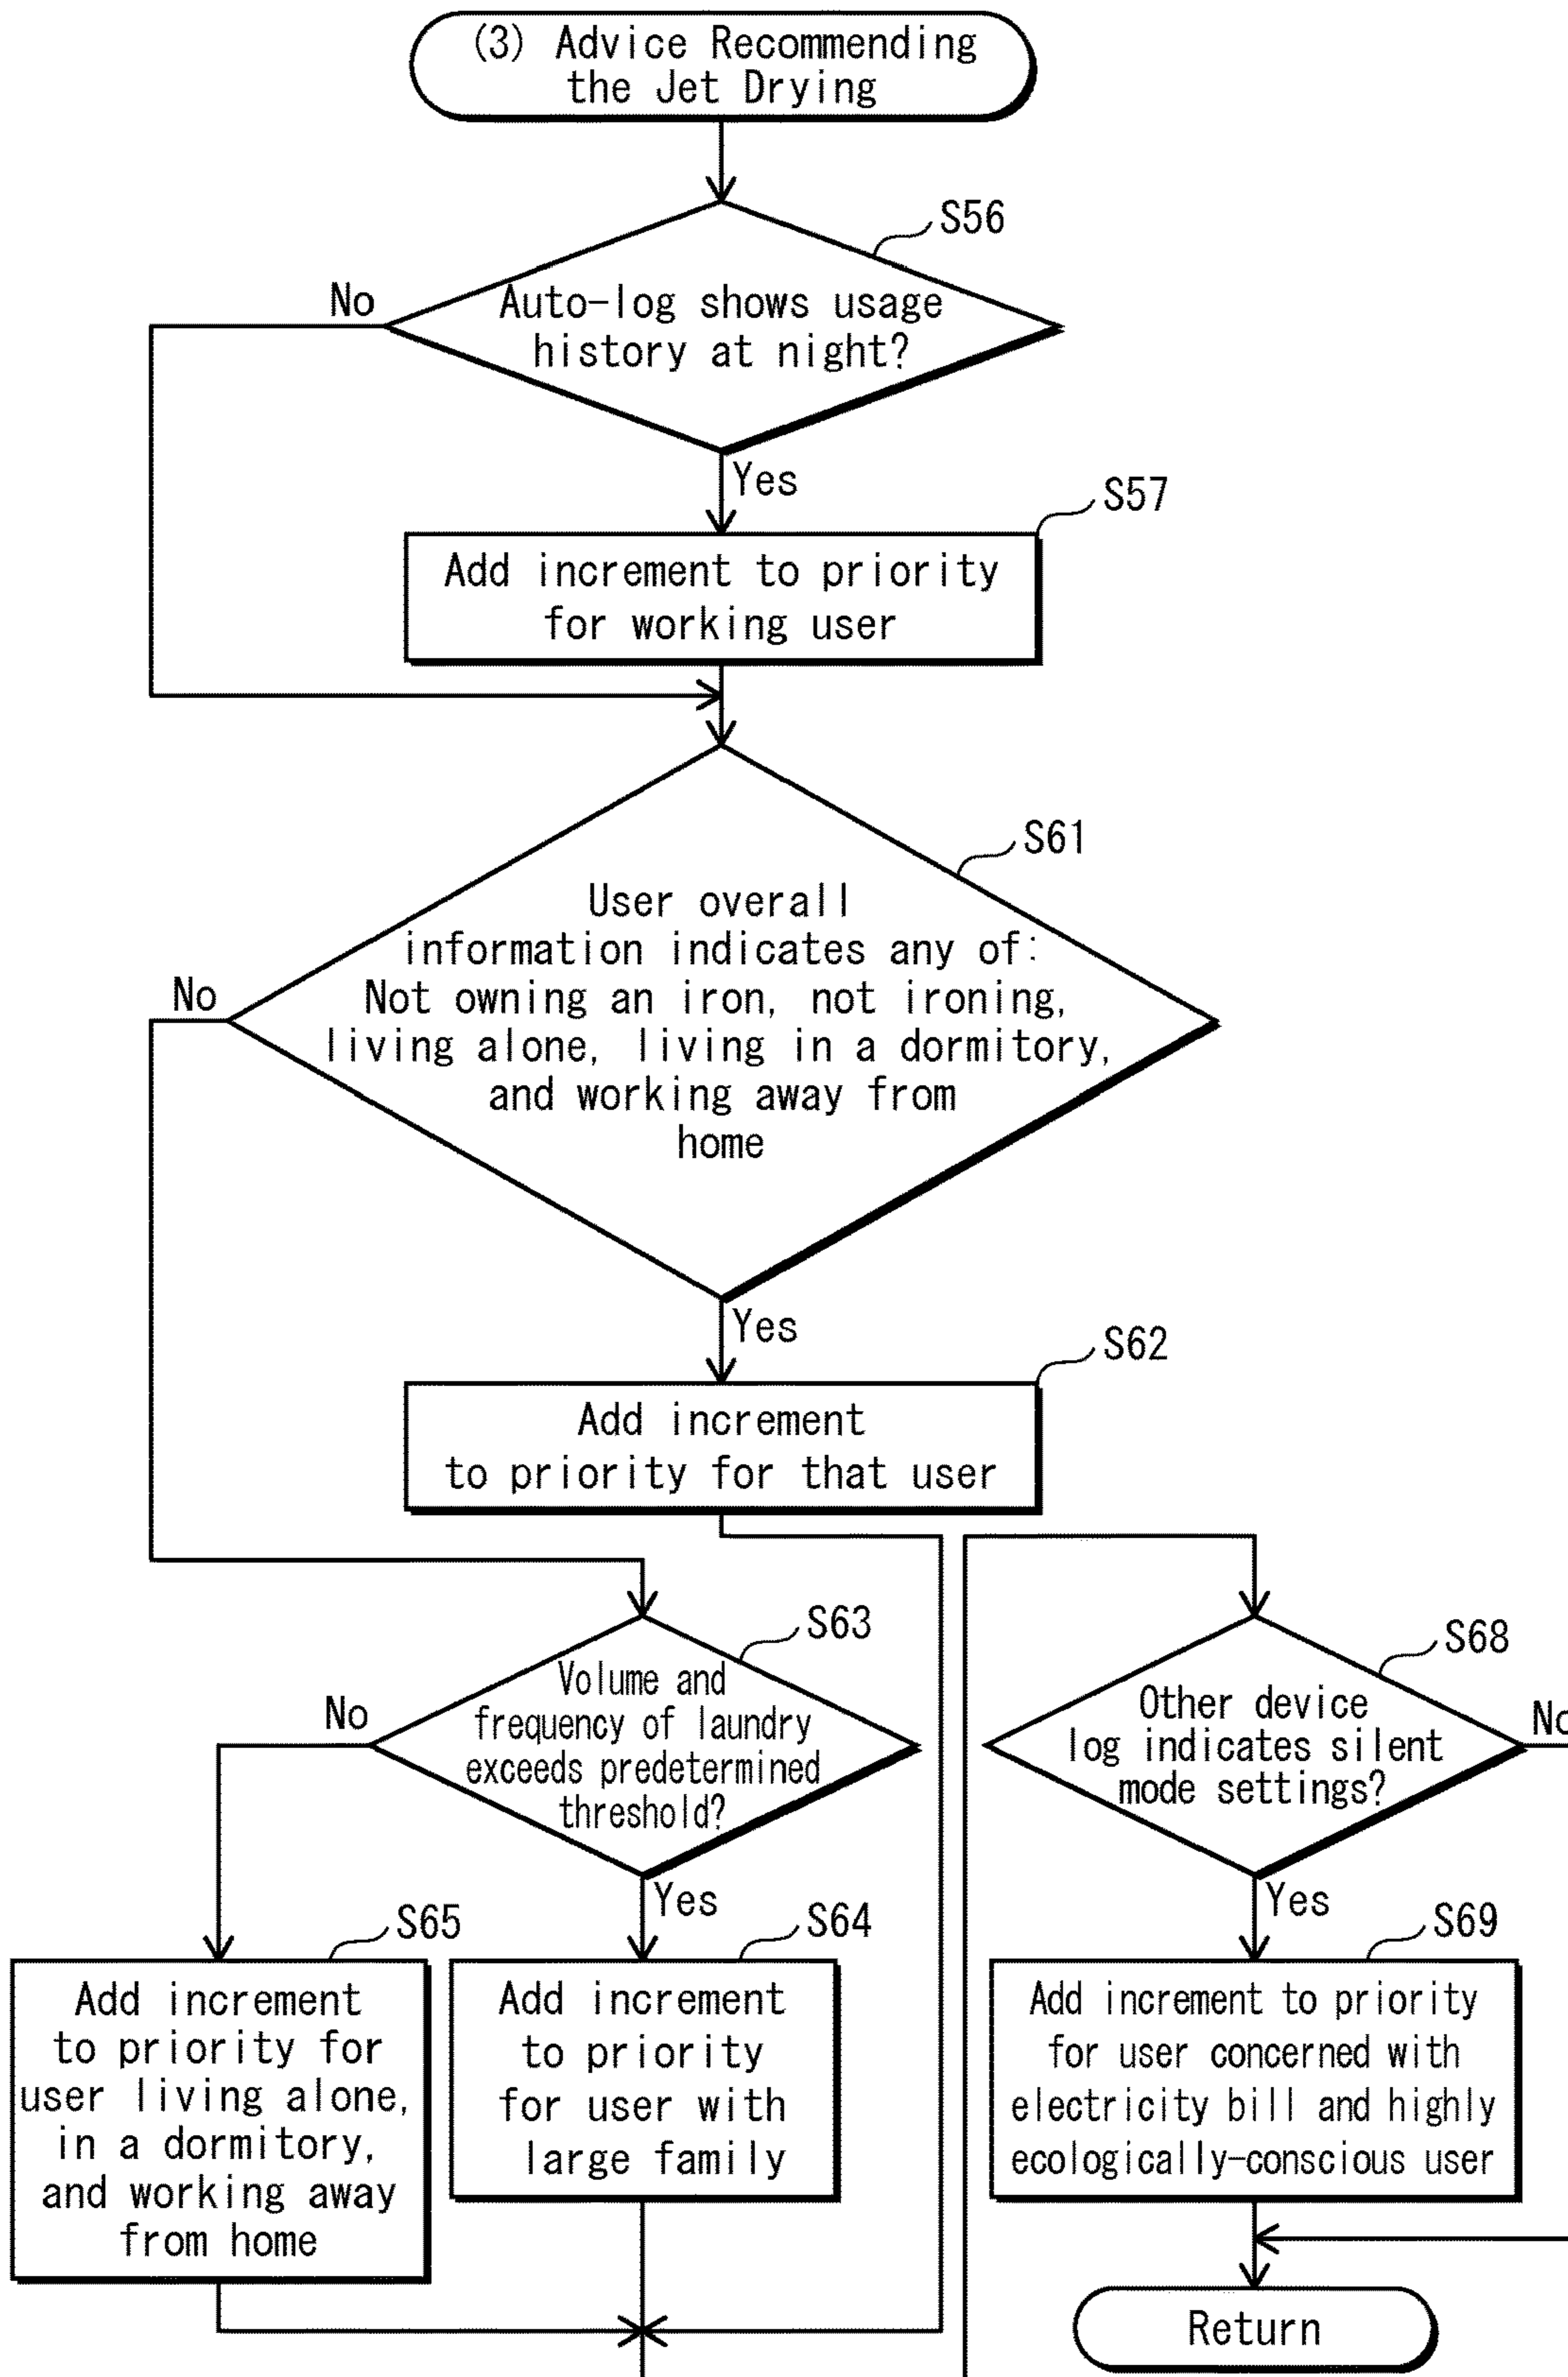 (3) Advice Recommending
the Jet Drying
S56
No
Auto-log shows usage
history at night?
Yes
S57
Add increment to priority
for working user
S61
User overall
information indicates any of:
Not owning an iron, not ironing,
living alone, living in a dormitory,
and working away from
home
No
Yes
S62
Add increment
to priority for that user
S63
Volume and
frequency of laundry
exceeds predetermined
threshold?
No
Yes
S65
Add increment
to priority for
user living alone,
in a dormitory,
and working away
from home
S64
Add increment
to priority
for user with
large family
S68
Other device
log indicates silent
mode settings?
No
Yes
S69
Add increment to priority
for user concerned with
electricity bill and highly
ecologically-conscious user
Return